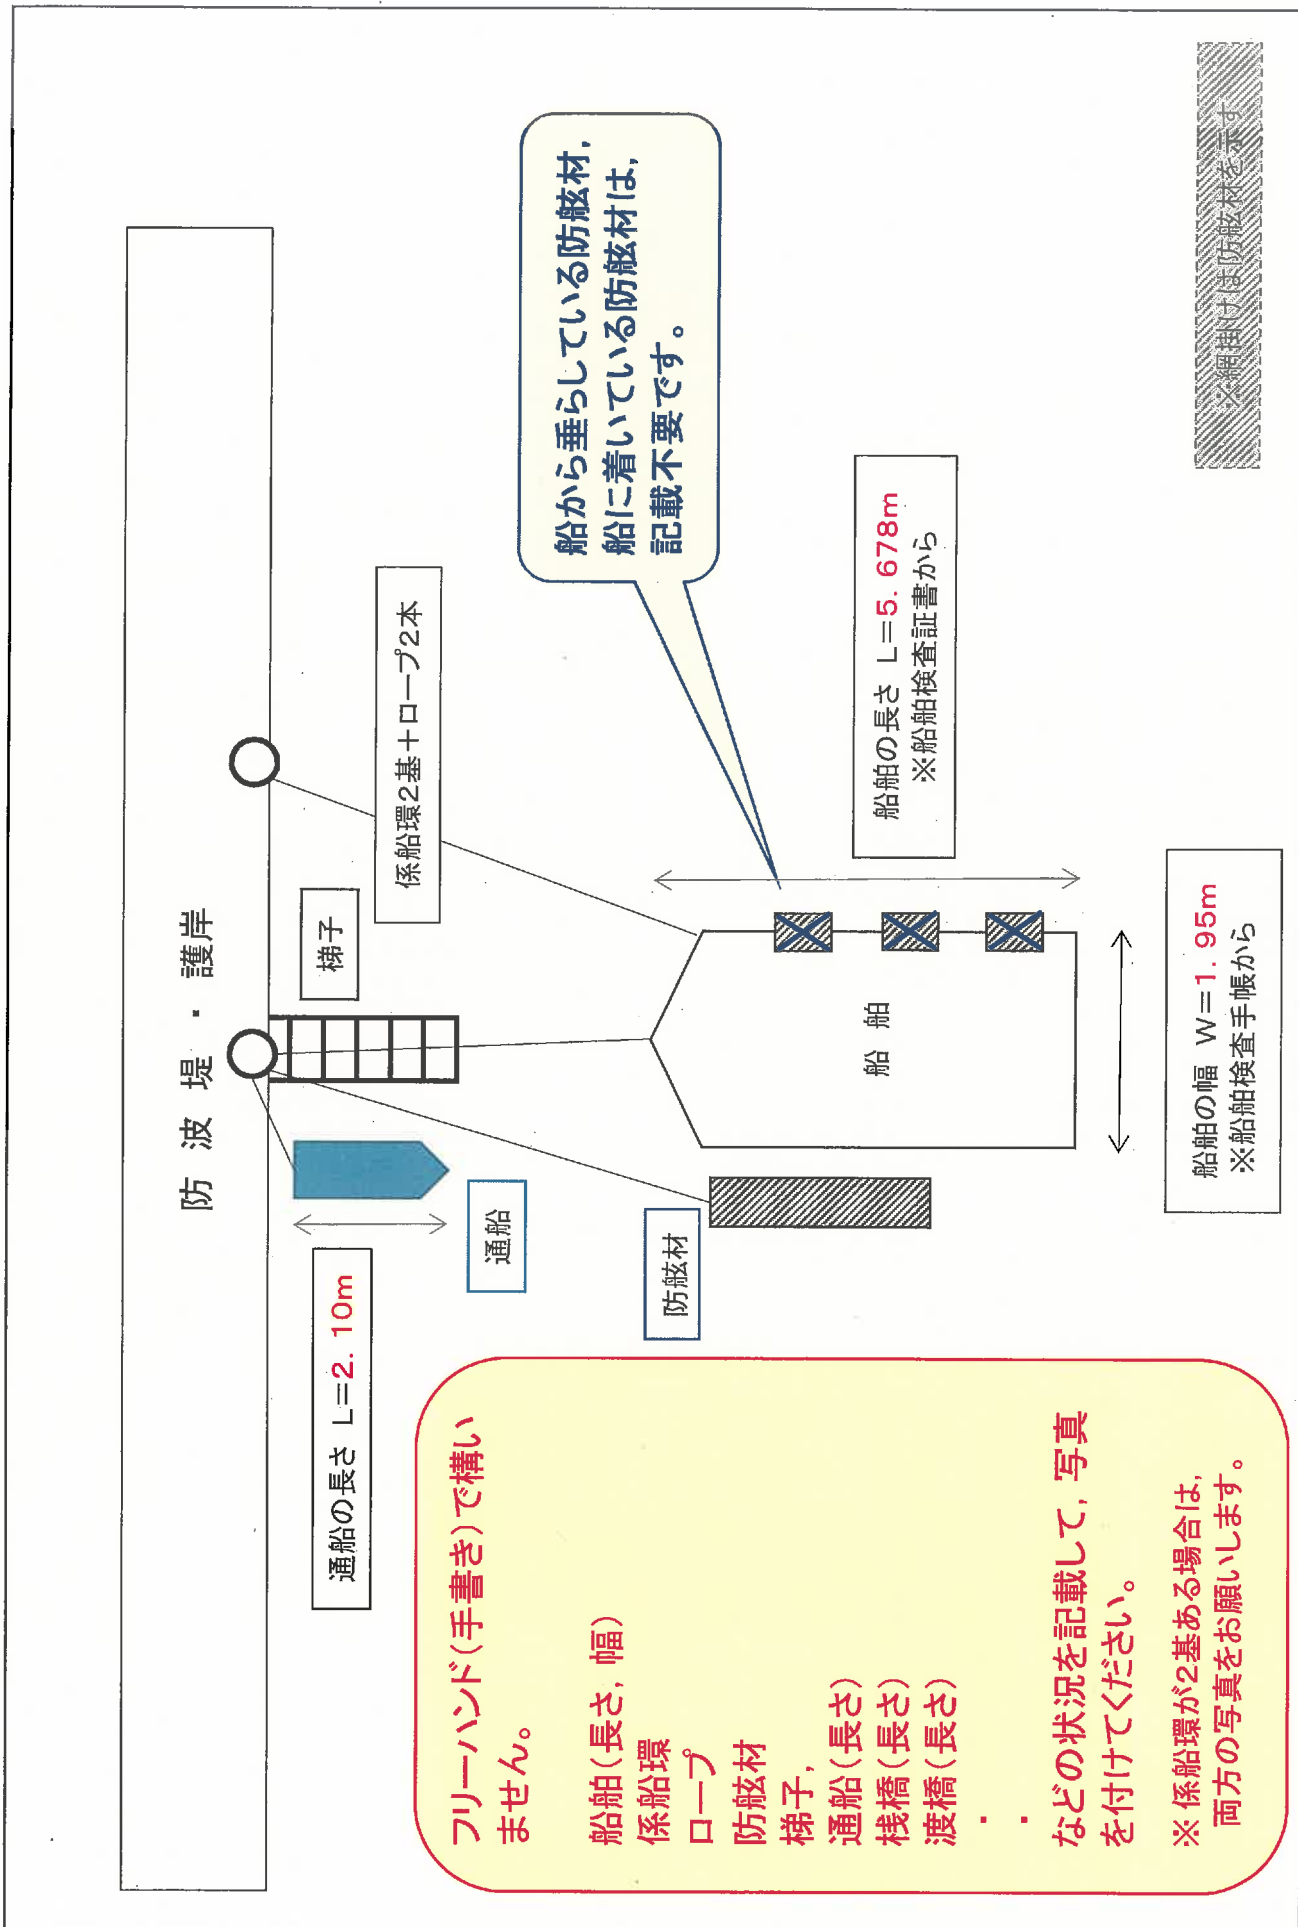 防 波 堤 ・ 護岸
通船の長さ L=2．10m
通船
梯子
係船環2基＋ロープ2本
防舷材
船 舶
船から垂らしている防舷材，
船に着いている防舷材は，
記載不要です。
船舶の長さ L=5．678m
※船舶検査証書から
船舶の幅 W=1．95m
※船舶検査手帳から
※網掛けは防舷材を示す
フリーハンド（手書き）で構い
ません。
船舶（長さ，幅）
係船環
ロープ
防舷材
梯子，
通船（長さ）
桟橋（長さ）
渡橋（長さ）
・
・
などの状況を記載して，写真
を付けてください。
※係船環が2基ある場合は，
両方の写真をお願いします。